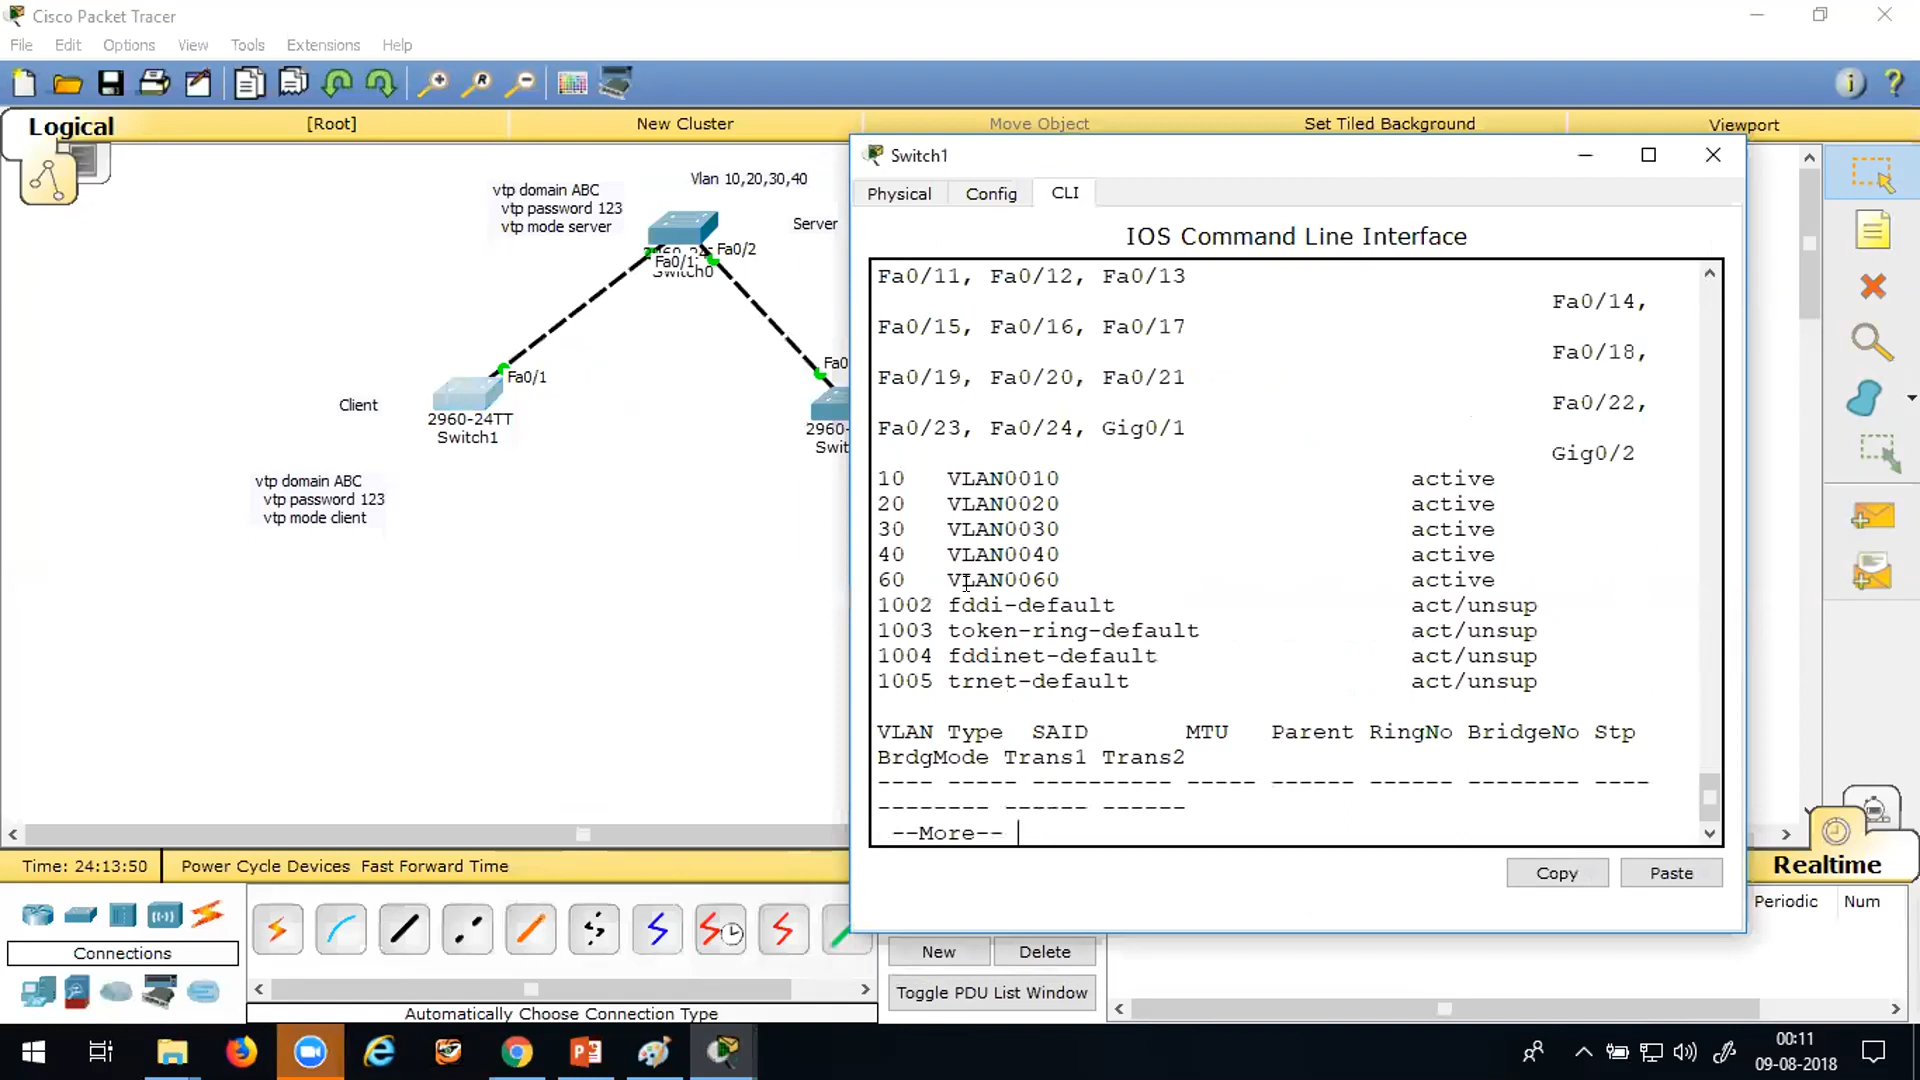 Cisco Packet Tracer
File Edit Options View Tools Extensions Help
Logical [Root] New Cluster Move Object Set Tiled Background Viewport
vtp domain ABC
vtp password 123
vtp mode server
Vlan 10,20,30,40
Server
Fa0/2
Fa0/1
Switch0
Fa0/1
Fa0
Client
2960-24TT
Switch1
2960-
Swit
vtp domain ABC
vtp password 123
vtp mode client
Switch1
Physical Config CLI
IOS Command Line Interface
Fa0/11, Fa0/12, Fa0/13
Fa0/14,
Fa0/15, Fa0/16, Fa0/17
Fa0/18,
Fa0/19, Fa0/20, Fa0/21
Fa0/22,
Fa0/23, Fa0/24, Gig0/1
Gig0/2
10 VLAN0010 active
20 VLAN0020 active
30 VLAN0030 active
40 VLAN0040 active
60 VLAN0060 active
1002 fddi-default act/unsup
1003 token-ring-default act/unsup
1004 fddinet-default act/unsup
1005 trnet-default act/unsup
VLAN Type SAID MTU Parent RingNo BridgeNo Stp
BrdgMode Trans1 Trans2
---- ----- ---------- ----- ------ ------ -------- ----
-------- ------ ------
--More--
Copy Paste
Time: 24:13:50 Power Cycle Devices Fast Forward Time
Realtime
Periodic Num
Connections
New Delete
Toggle PDU List Window
Automatically Choose Connection Type
00:11
09-08-2018